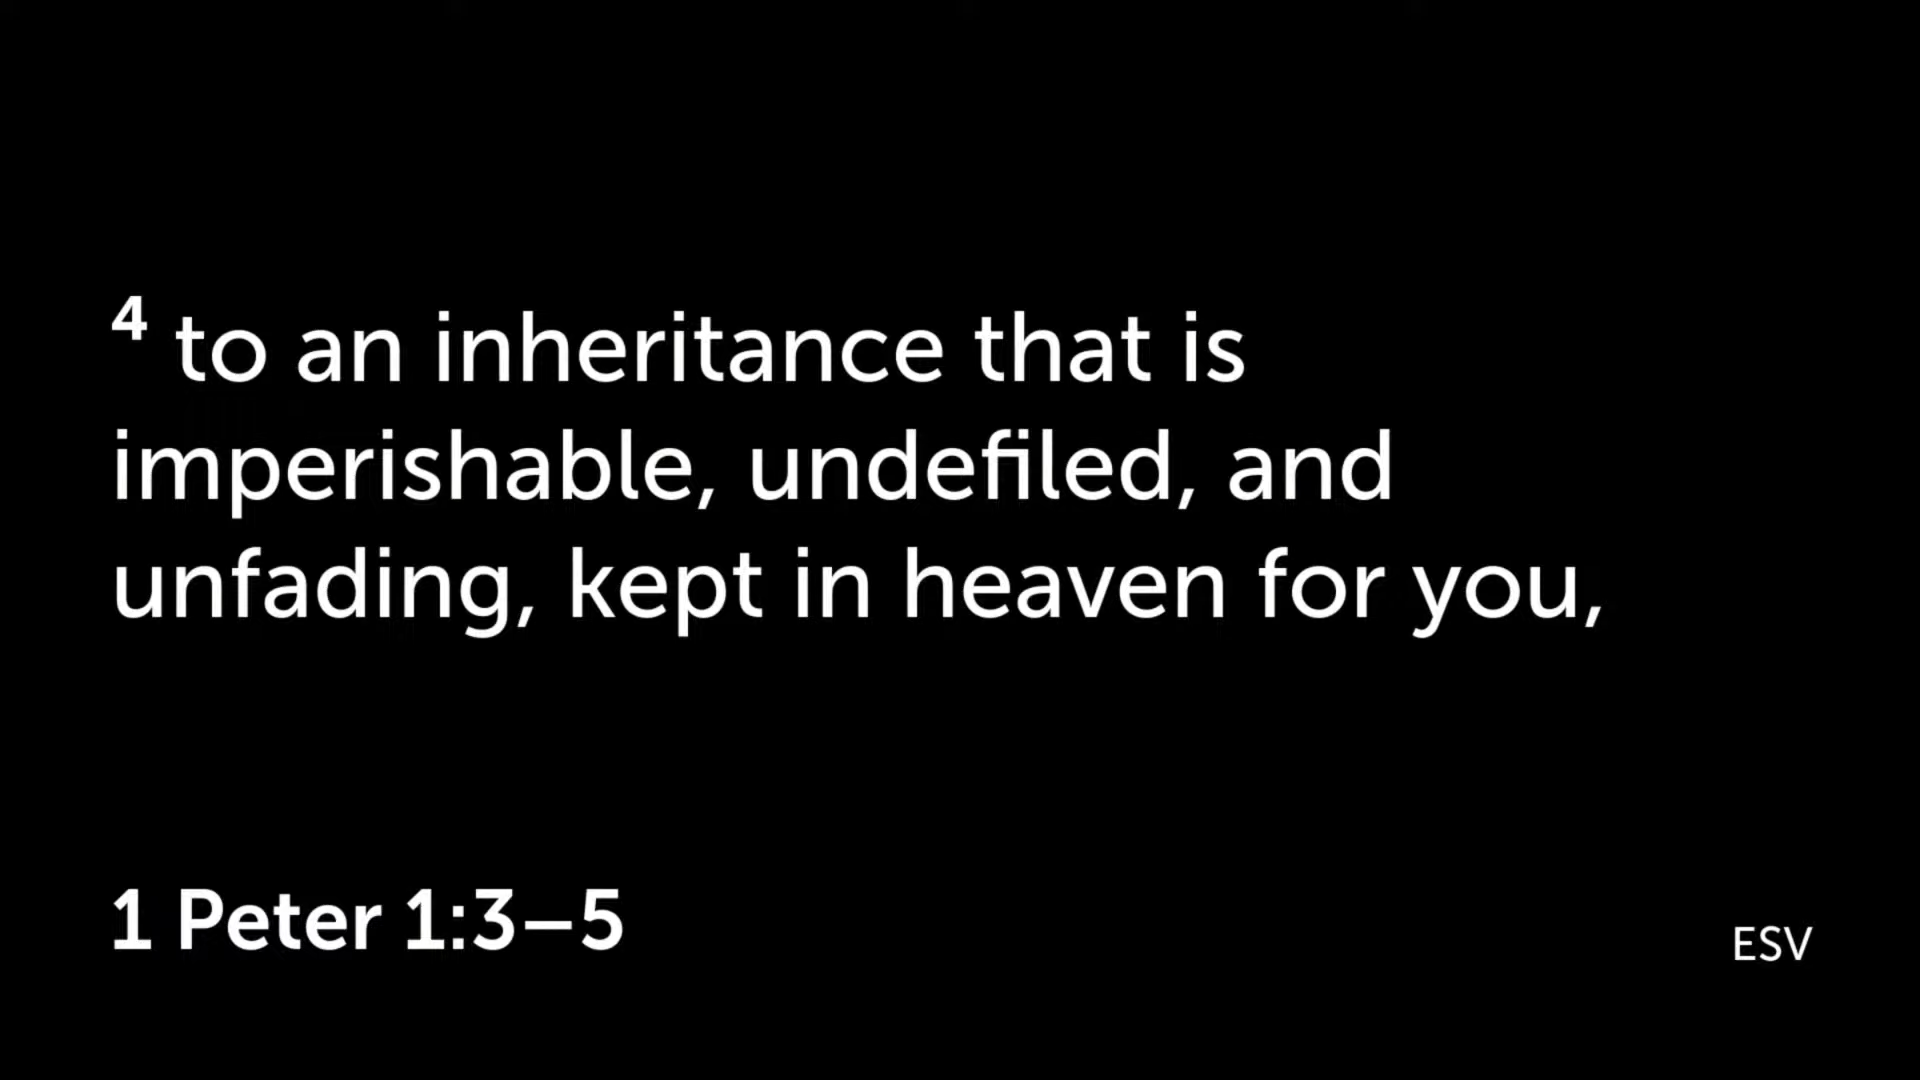 4 to an inheritance that is
imperishable, undefiled, and
unfading, kept in heaven for you,
1 Peter 1:3–5
ESV